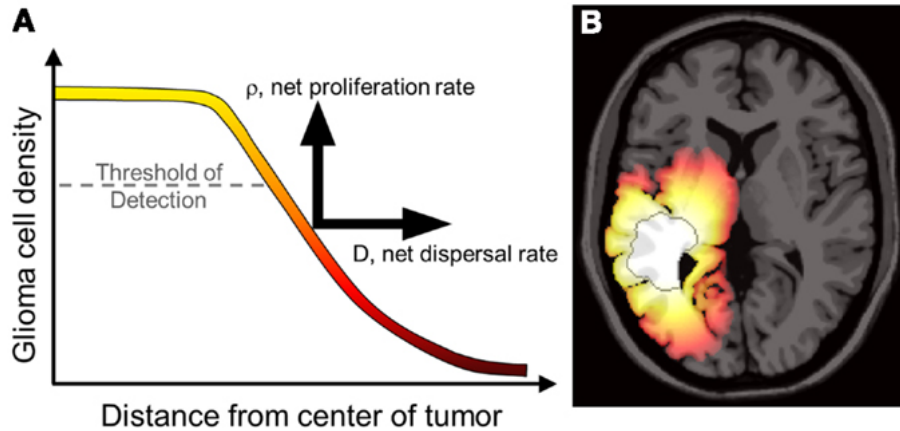 A
B
ρ, net proliferation rate
Threshold of
Detection
D, net dispersal rate
Glioma cell density
Distance from center of tumor